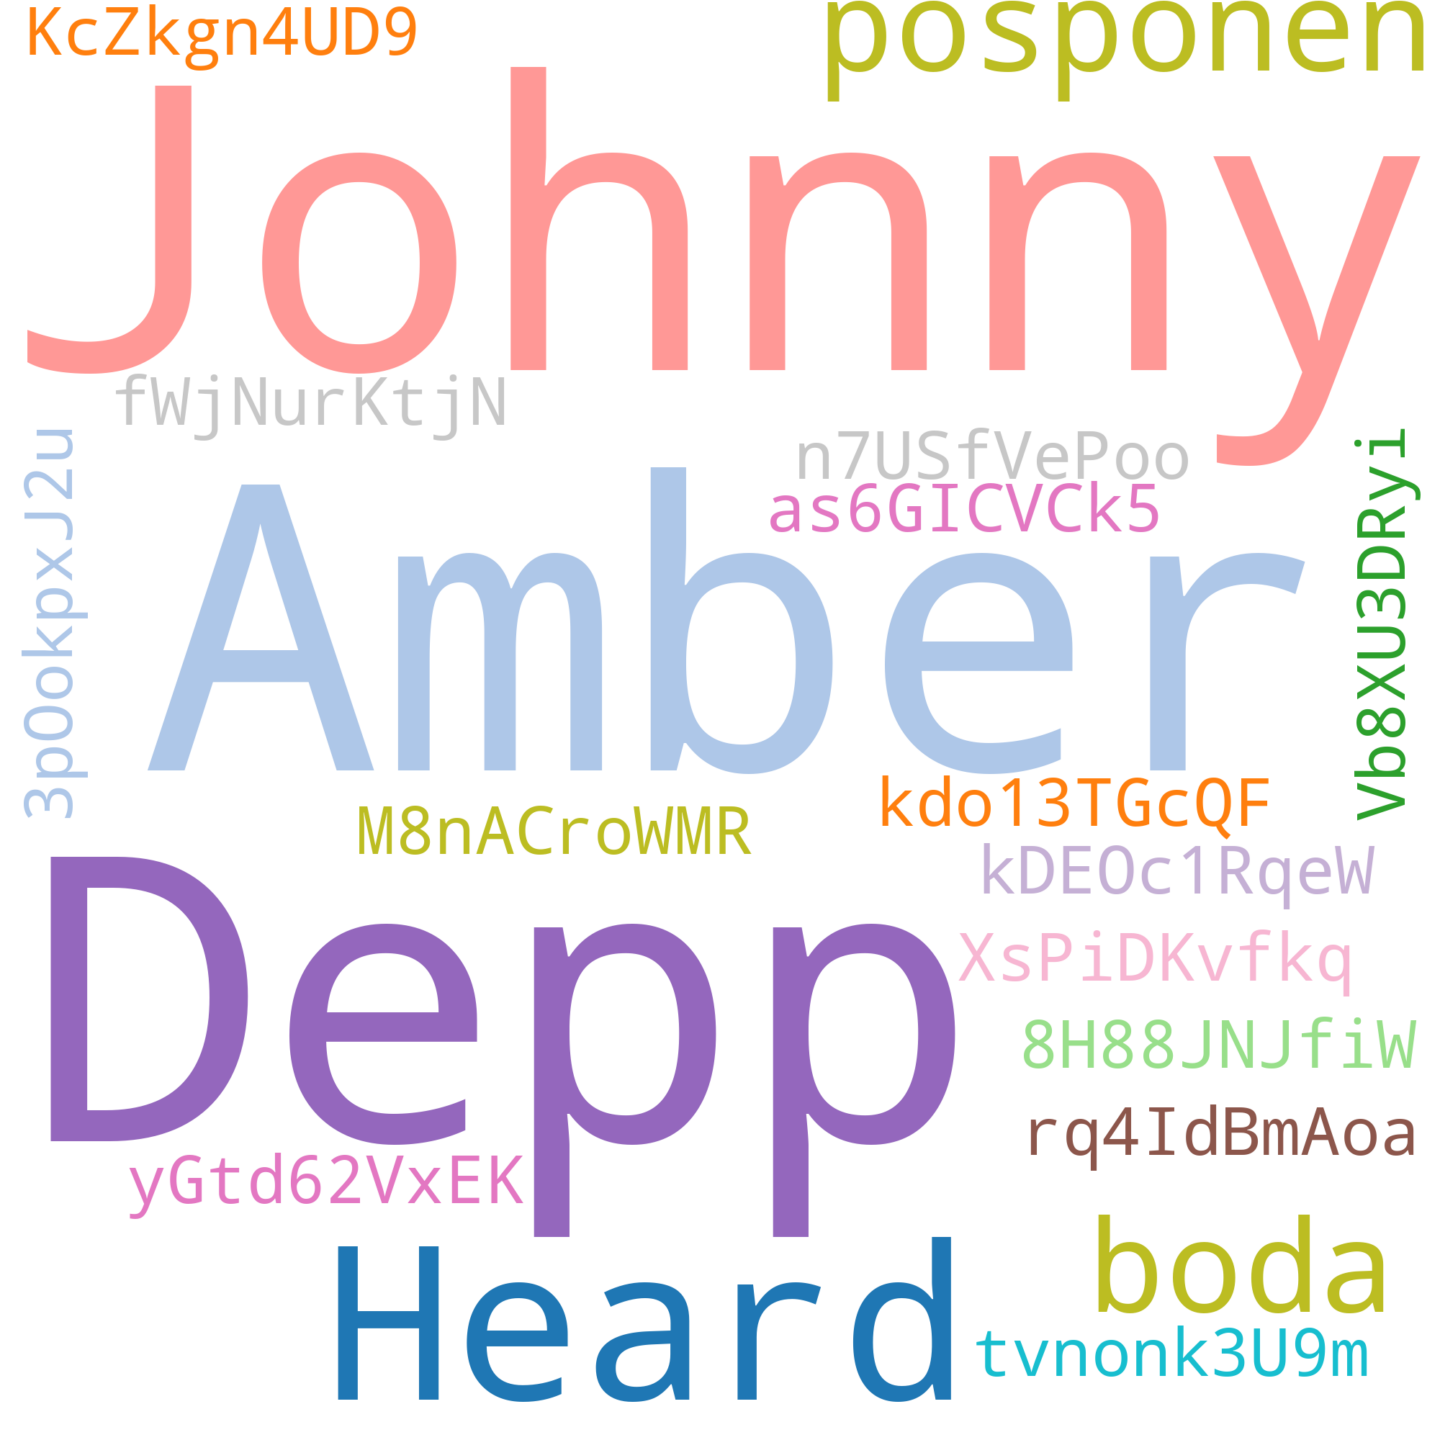 KcZkgn4UD9
posponen
Johnny
fWjNurKtjN
n7USfVePoo
as6GICVCk5
3pOokpxJ2u
Vb8XU3DRyi
Amber
kdo13TGcQF
M8nACroWMR
kDEOc1RqeW
Depp
XsPiDKvfkq
8H88JNJfiW
rq4IdBmAoa
yGtd62VxEK
boda
Heard
tvnonk3U9m